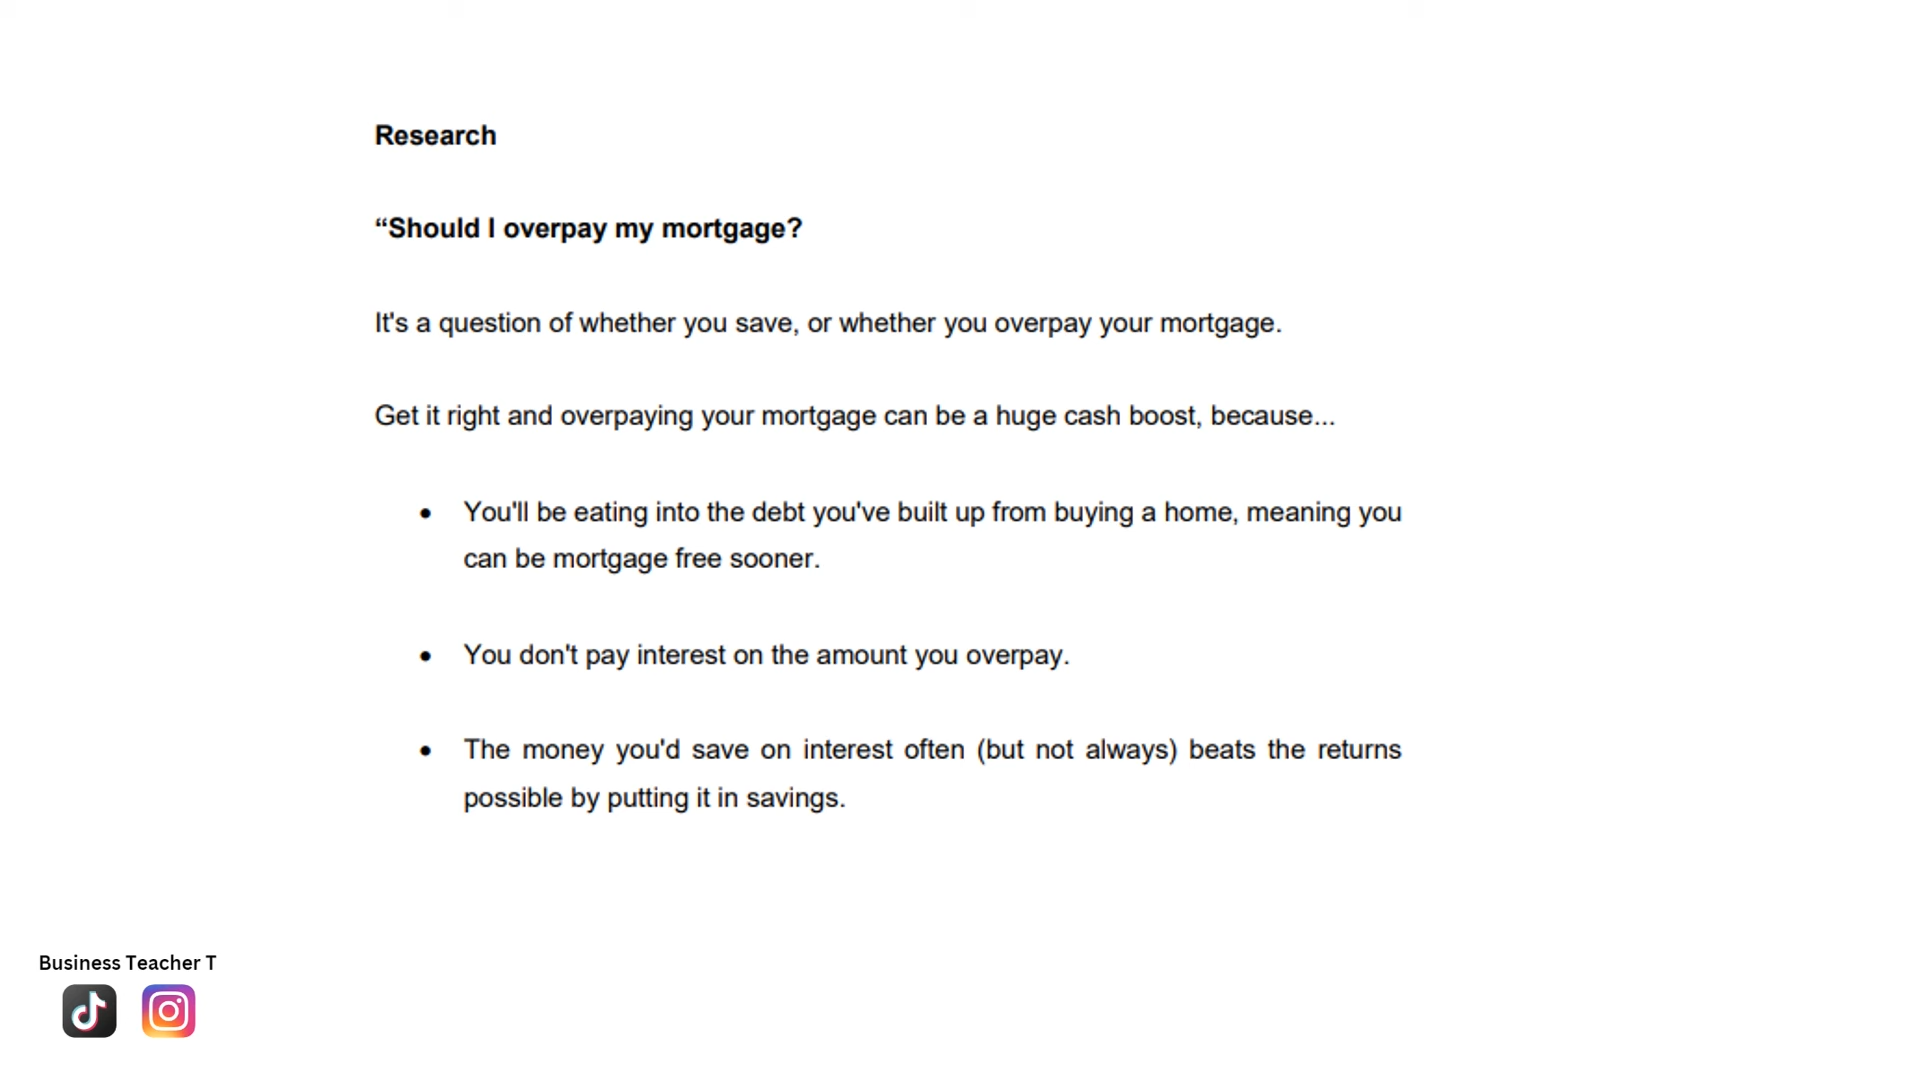 Research
“Should I overpay my mortgage?
It's a question of whether you save, or whether you overpay your mortgage.
Get it right and overpaying your mortgage can be a huge cash boost, because...
• You'll be eating into the debt you've built up from buying a home, meaning you
can be mortgage free sooner.
• You don't pay interest on the amount you overpay.
• The money you'd save on interest often (but not always) beats the returns
possible by putting it in savings.
Business Teacher T